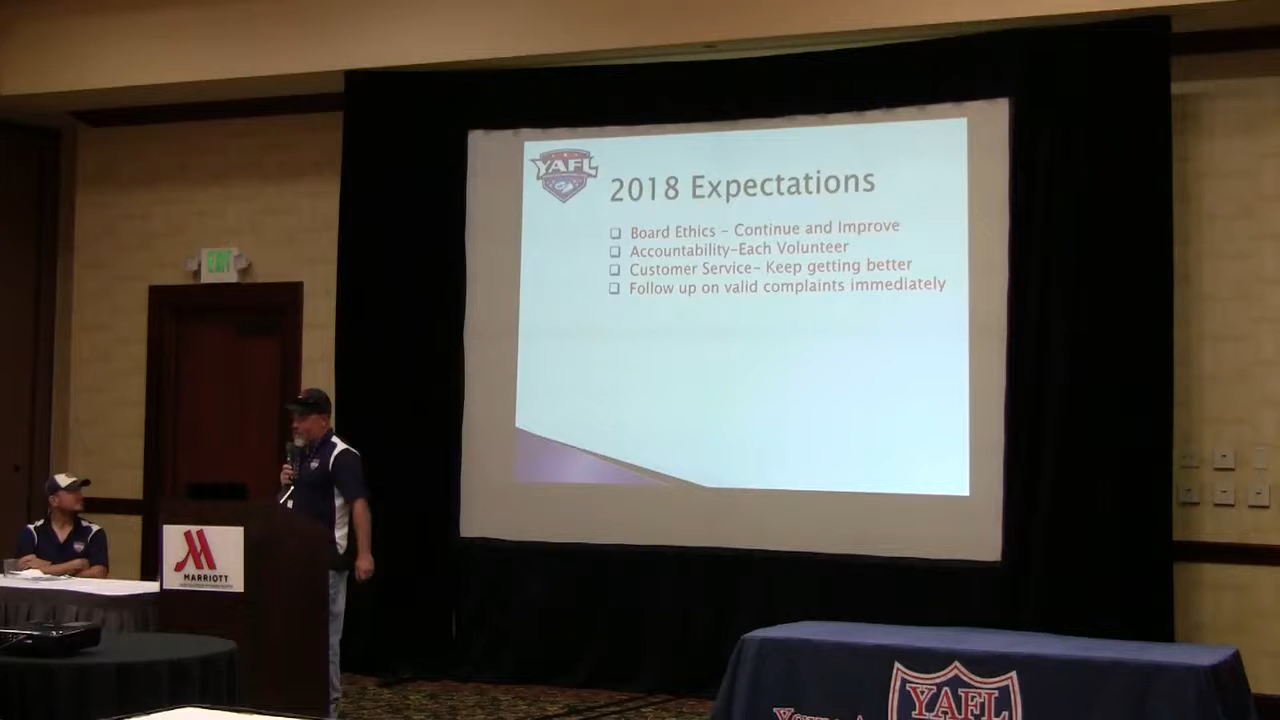 YAFL
2018 Expectations
❑ Board Ethics – Continue and Improve
❑ Accountability–Each Volunteer
❑ Customer Service– Keep getting better
❑ Follow up on valid complaints immediately
EXIT
MARRIOTT
YAFL